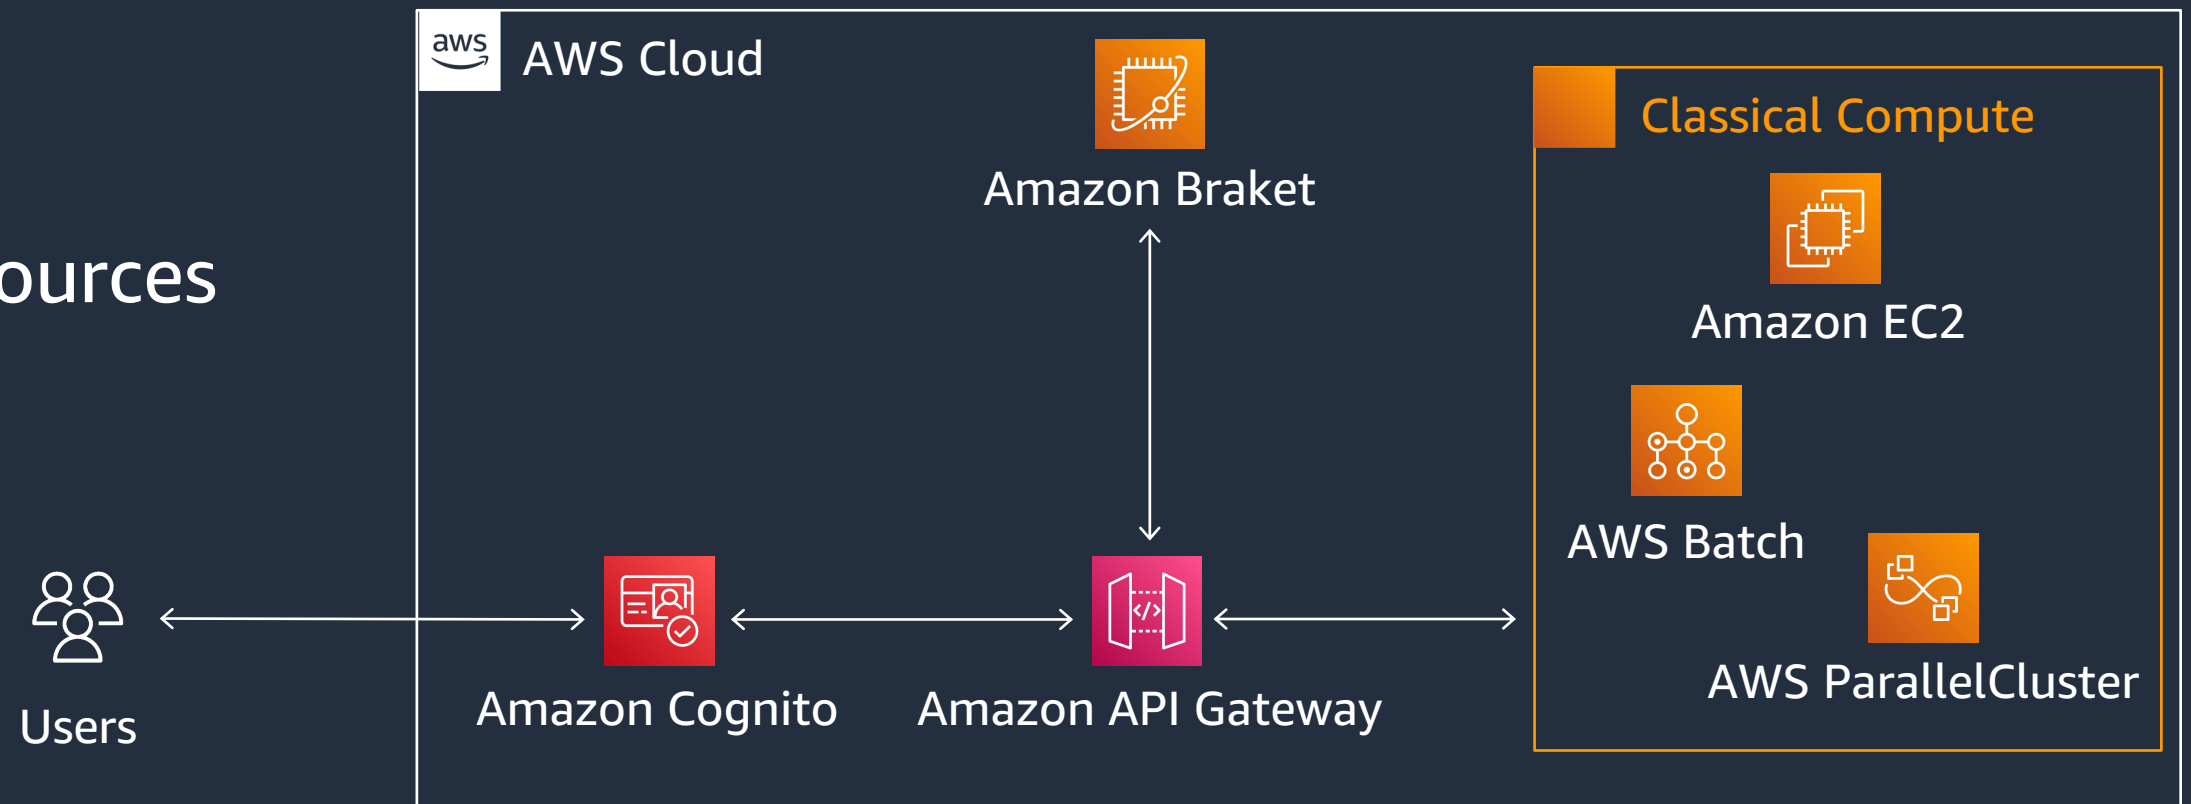 aws
AWS Cloud
Amazon Braket
Classical Compute
Amazon EC2
ources
AWS Batch
</>
AWS ParallelCluster
Users
Amazon Cognito
Amazon API Gateway